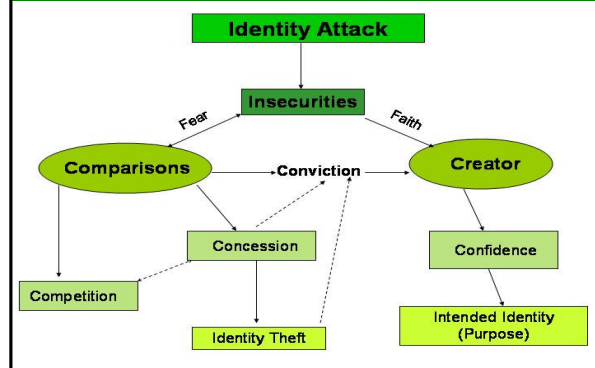 Identity Attack
Insecurities
Fear
Faith
Comparisons
Conviction
Creator
Concession
Confidence
Competition
Identity Theft
Intended Identity
(Purpose)